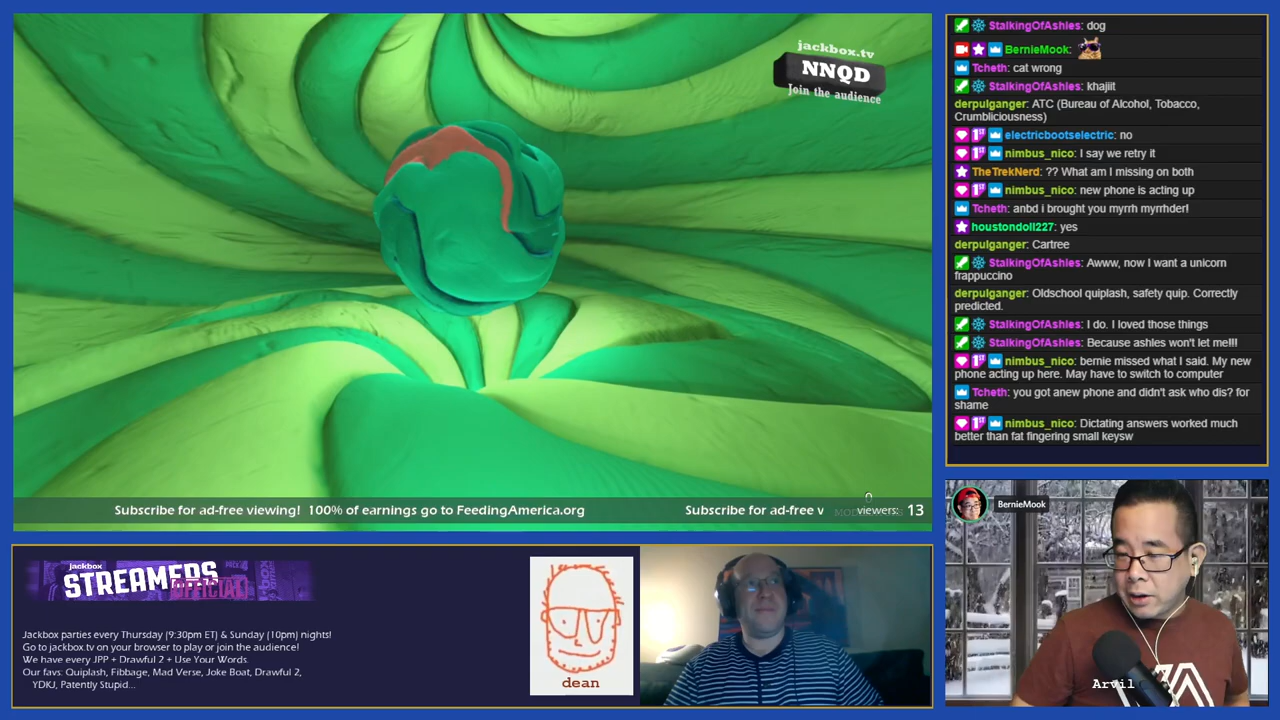 jackbox.tv
NNQD
Join the audience
Subscribe for ad-free viewing!  100% of earnings go to FeedingAmerica.org
Subscribe for ad-free v
0
viewers: 13
StalkingOfAshles: dog
BernieMook:
Tcheth: cat wrong
StalkingOfAshles: khajiit
derpulganger: ATC (Bureau of Alcohol, Tobacco,
Crumbliciousness)
electricbootselectric: no
nimbus_nico: I say we retry it
TheTrekNerd: ?? What am I missing on both
nimbus_nico: new phone is acting up
Tcheth: anbd i brought you myrrh myrrhder!
houstondoll227: yes
derpulganger: Cartree
StalkingOfAshles: Awww, now I want a unicorn
frappuccino
derpulganger: Oldschool quiplash, safety quip. Correctly
predicted.
StalkingOfAshles: I do. I loved those things
StalkingOfAshles: Because ashles won't let me!!!
nimbus_nico: bernie missed what I said. My new
phone acting up here. May have to switch to computer
Tcheth: you got anew phone and didn't ask who dis? for
shame
nimbus_nico: Dictating answers worked much
better than fat fingering small keysw
jackbox
STREAMERS
OFFICIAL
Jackbox parties every Thursday (9:30pm ET) & Sunday (10pm) nights!
Go to jackbox.tv on your browser to play or join the audience!
We have every JPP + Drawful 2 + Use Your Words.
Our favs: Quiplash, Fibbage, Mad Verse, Joke Boat, Drawful 2,
YDKJ, Patently Stupid...
dean
BernieMook
Arvil